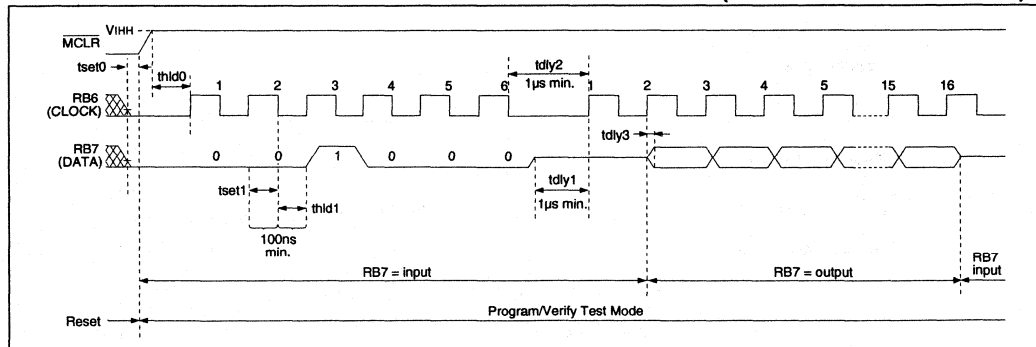 VIHH
MCLR
tset0
thld0
tdly2
1μs min.
1 2 3 4 5 6 1 2 3 4 5 15 16
RB6
(CLOCK)
tdly3
RB7
(DATA)
0 0 1 0 0 0
tset1
thld1
tdly1
1μs min.
100ns
min.
RB7 = input
RB7 = output
RB7
input
Reset
Program/Verify Test Mode